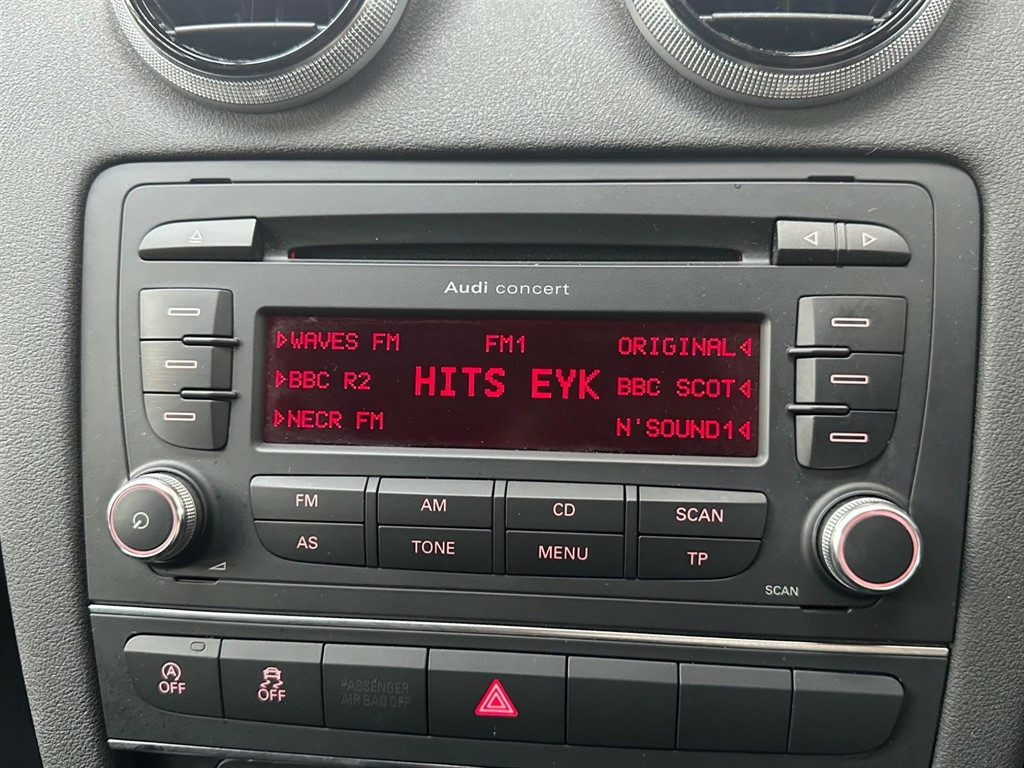 Audi concert
WAVES FM FM1 ORIGINAL
BBC R2 HITS EYK BBC SCOT
NECR FM N'SOUND1
FM AM CD SCAN
AS TONE MENU TP
SCAN
A
OFF OFF PASSENGER
AIR BAG OFF